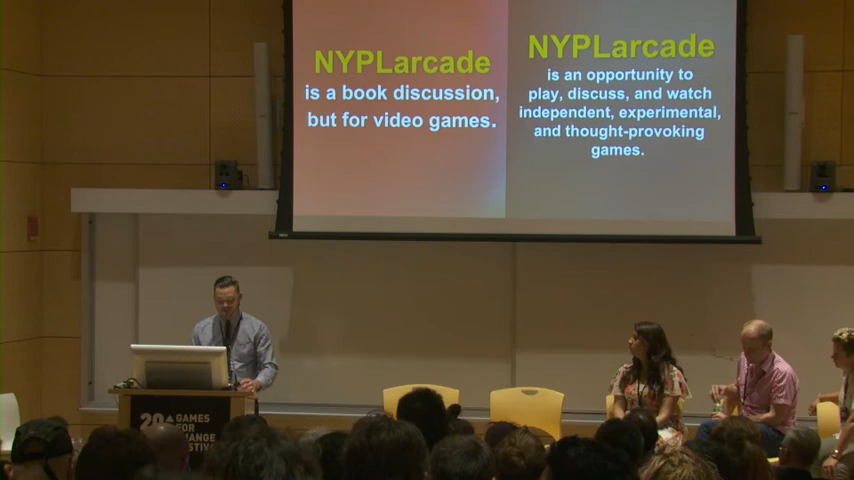 NYPLarcade
is a book discussion,
but for video games.
NYPLarcade
is an opportunity to
play, discuss, and watch
independent, experimental,
and thought-provoking
games.
GAMES
FOR